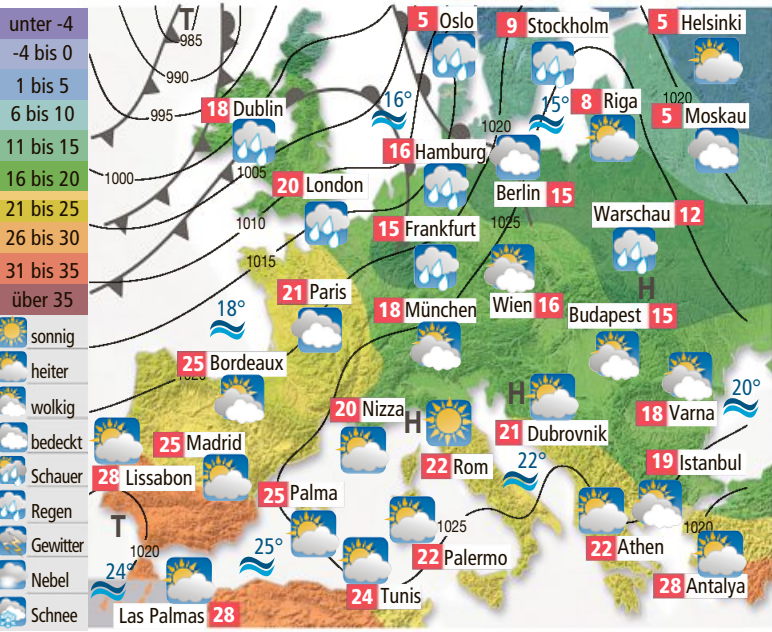 unter -4
-4 bis 0
1 bis 5
6 bis 10
11 bis 15
16 bis 20
21 bis 25
26 bis 30
31 bis 35
über 35
sonnig
heiter
wolkig
bedeckt
Schauer
Regen
Gewitter
Nebel
Schnee
T
985
990
995
1000
1005
1010
1015
5 Oslo
9 Stockholm
5 Helsinki
18 Dublin
16°
15°
8 Riga
1020
5 Moskau
1020
16 Hamburg
20 London
Berlin 15
Warschau 12
15 Frankfurt
1025
H
21 Paris
18 München
Wien 16
Budapest 15
18°
25 Bordeaux
20 Nizza
H
H
21 Dubrovnik
18 Varna
20°
25 Madrid
28 Lissabon
22 Rom
22°
19 Istanbul
25 Palma
T
1020
1025
22 Palermo
22 Athen
1020
28 Antalya
24°
25°
24 Tunis
Las Palmas 28